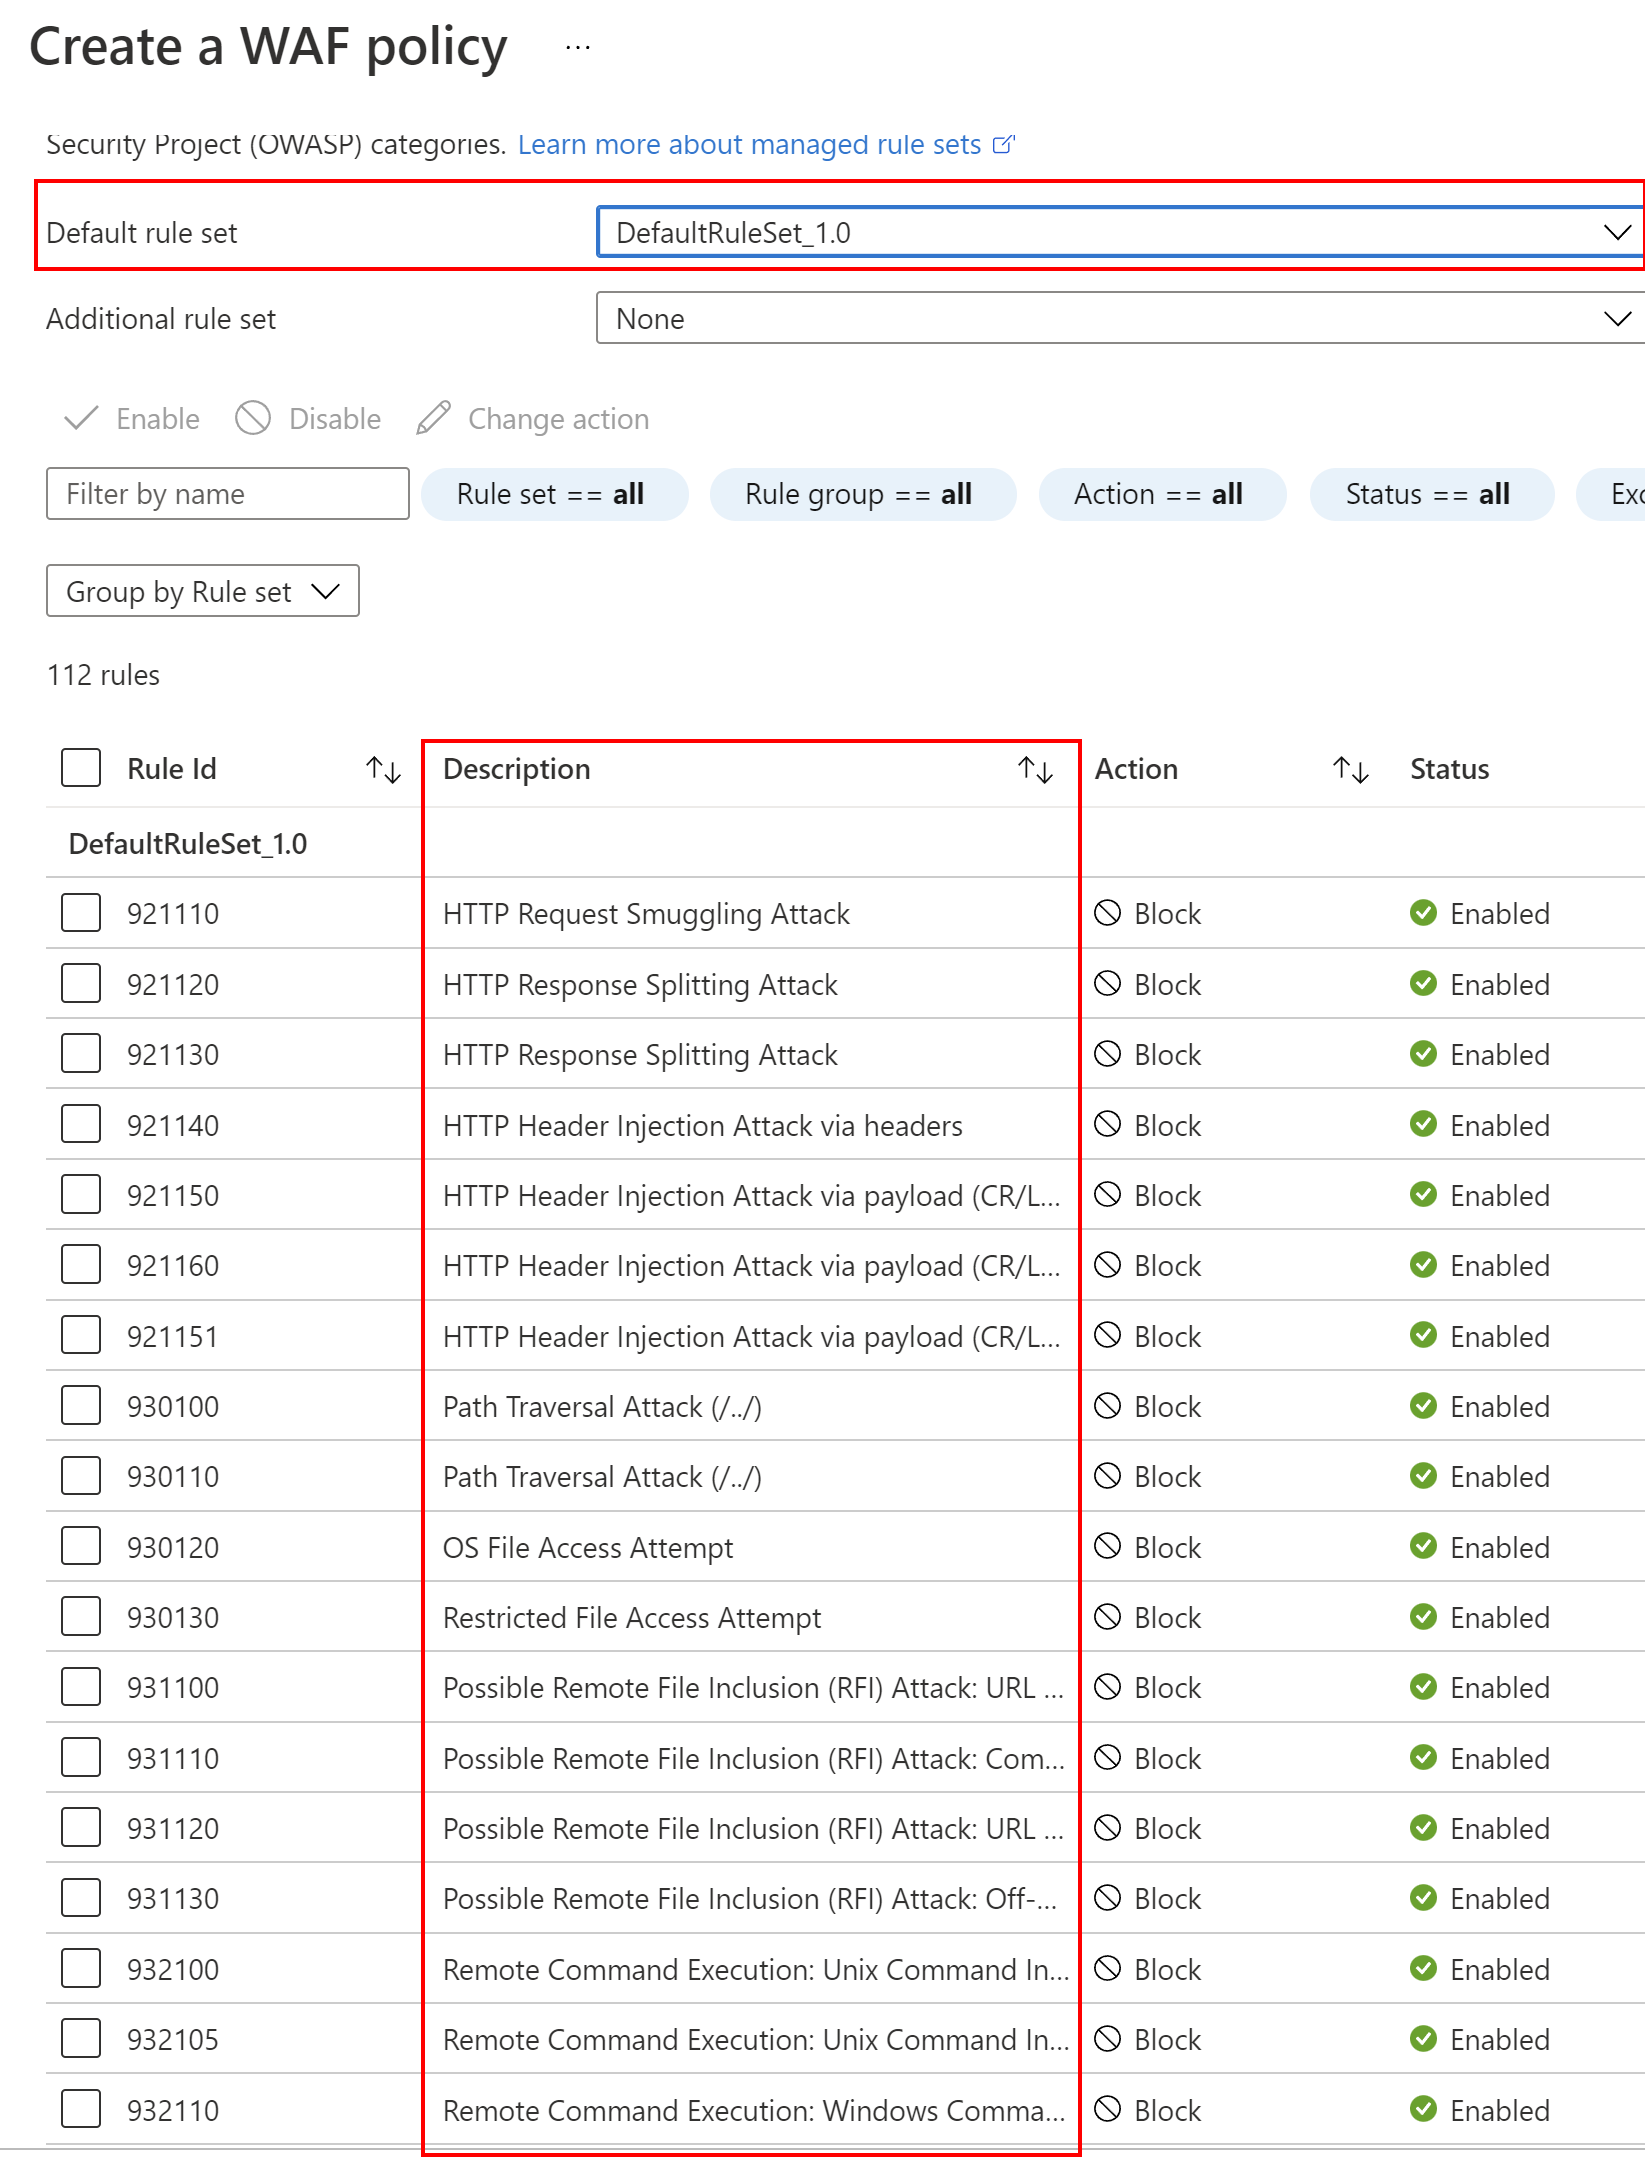 Create a WAF policy ...
Security Project (OWASP) categories. Learn more about managed rule sets
Default rule set DefaultRuleSet_1.0
Additional rule set None
Enable Disable Change action
Filter by name Rule set == all Rule group == all Action == all Status == all Exc
Group by Rule set
112 rules
Rule Id Description Action Status
DefaultRuleSet_1.0
921110 HTTP Request Smuggling Attack Block Enabled
921120 HTTP Response Splitting Attack Block Enabled
921130 HTTP Response Splitting Attack Block Enabled
921140 HTTP Header Injection Attack via headers Block Enabled
921150 HTTP Header Injection Attack via payload (CR/L... Block Enabled
921160 HTTP Header Injection Attack via payload (CR/L... Block Enabled
921151 HTTP Header Injection Attack via payload (CR/L... Block Enabled
930100 Path Traversal Attack (/../) Block Enabled
930110 Path Traversal Attack (/../) Block Enabled
930120 OS File Access Attempt Block Enabled
930130 Restricted File Access Attempt Block Enabled
931100 Possible Remote File Inclusion (RFI) Attack: URL ... Block Enabled
931110 Possible Remote File Inclusion (RFI) Attack: Com... Block Enabled
931120 Possible Remote File Inclusion (RFI) Attack: URL ... Block Enabled
931130 Possible Remote File Inclusion (RFI) Attack: Off-... Block Enabled
932100 Remote Command Execution: Unix Command In... Block Enabled
932105 Remote Command Execution: Unix Command In... Block Enabled
932110 Remote Command Execution: Windows Comma... Block Enabled